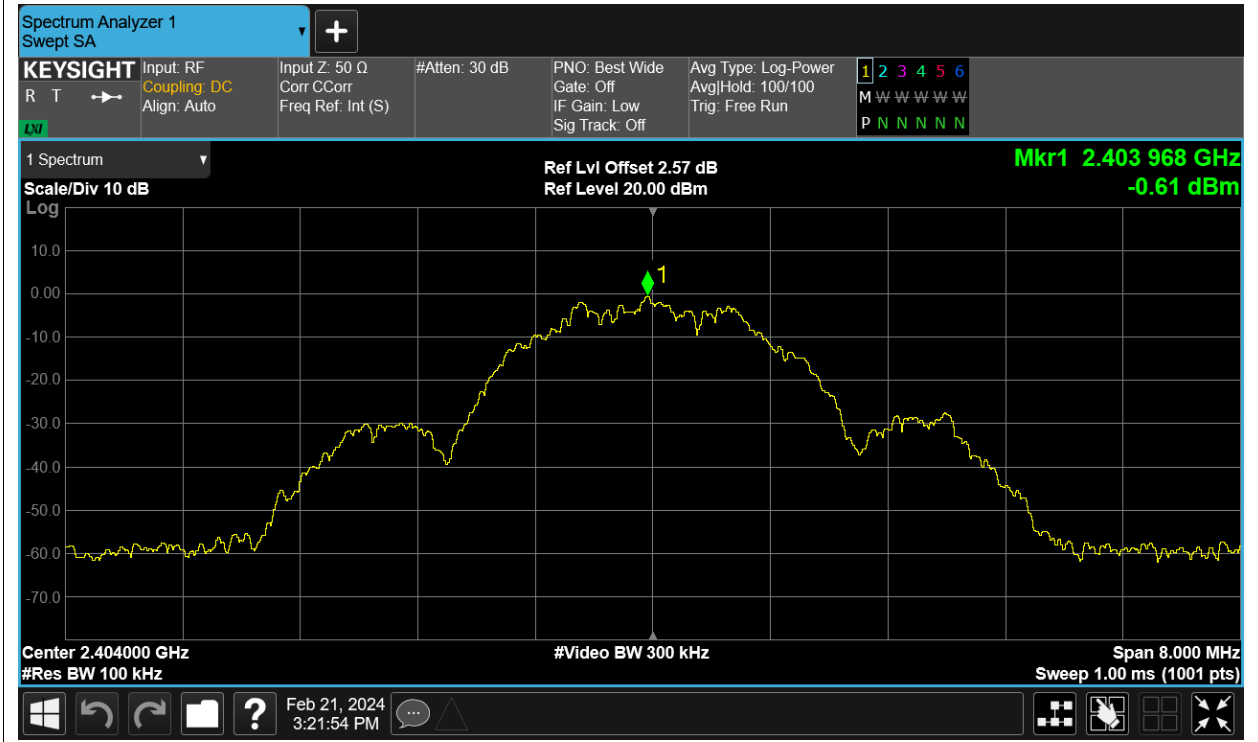 Spectrum Analyzer 1
Swept SA
KEYSIGHT
R T
LXI
Input: RF
Coupling: DC
Align: Auto
Input Z: 50 Ω
Corr CCorr
Freq Ref: Int (S)
#Atten: 30 dB
PNO: Best Wide
Gate: Off
IF Gain: Low
Sig Track: Off
Avg Type: Log-Power
Avg|Hold: 100/100
Trig: Free Run
1 2 3 4 5 6
M W W W W W
P N N N N N
1 Spectrum
Scale/Div 10 dB
Log
Ref Lvl Offset 2.57 dB
Ref Level 20.00 dBm
Mkr1 2.403 968 GHz
-0.61 dBm
1
10.0
0.00
-10.0
-20.0
-30.0
-40.0
-50.0
-60.0
-70.0
Center 2.404000 GHz
#Video BW 300 kHz
Span 8.000 MHz
#Res BW 100 kHz
Sweep 1.00 ms (1001 pts)
?
Feb 21, 2024
3:21:54 PM